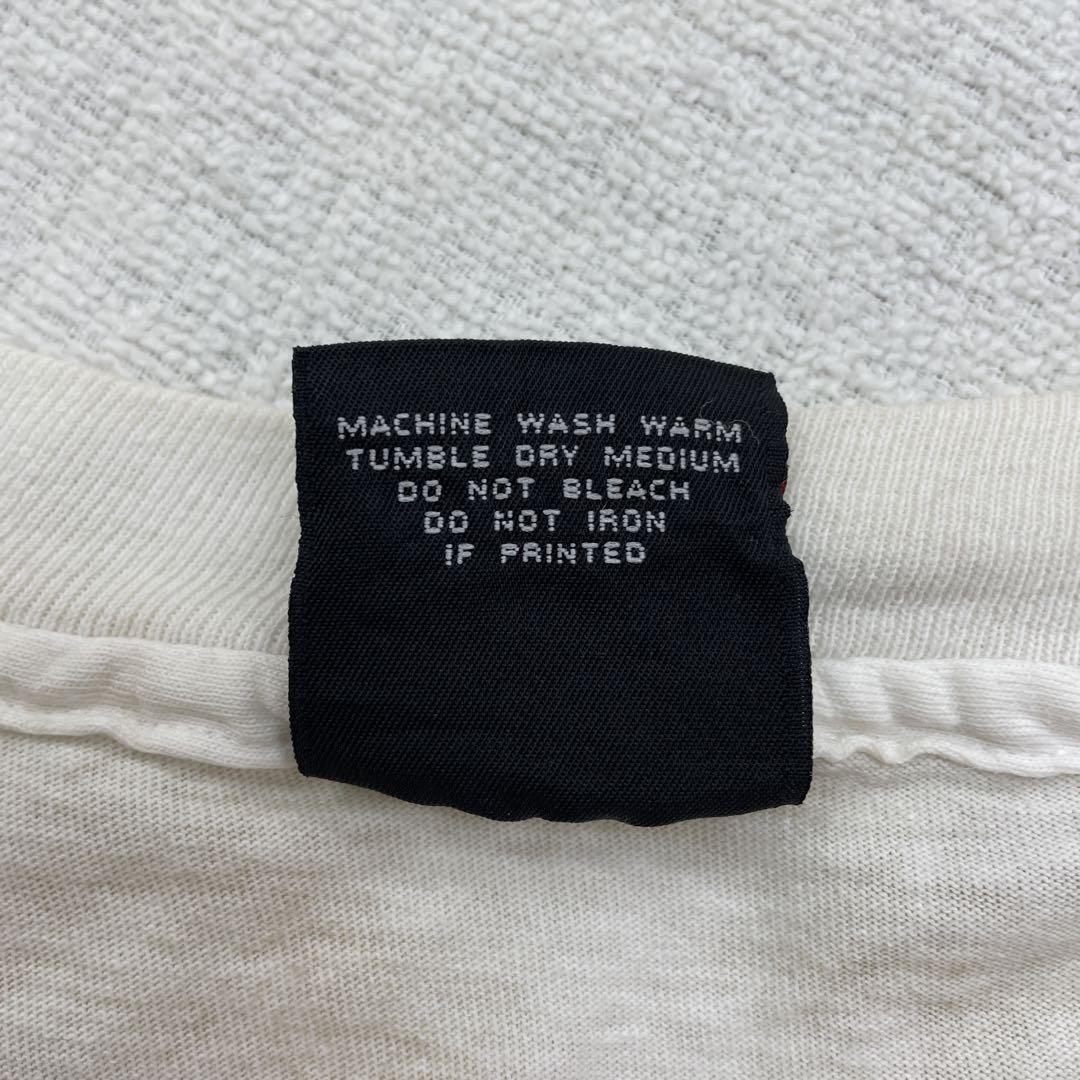 MACHINE WASH WARM
TUMBLE DRY MEDIUM
DO NOT BLEACH
DO NOT IRON
IF PRINTED